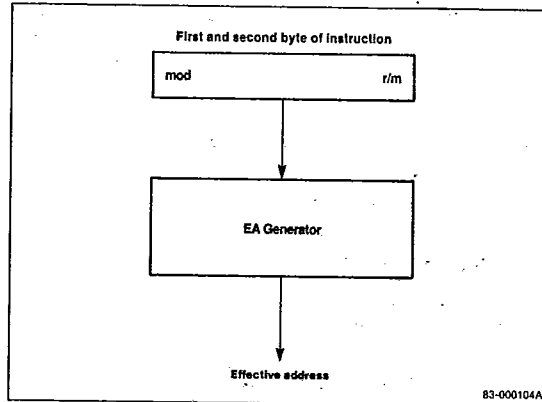 First and second byte of instruction
mod r/m
EA Generator
Effective address
83-000104A